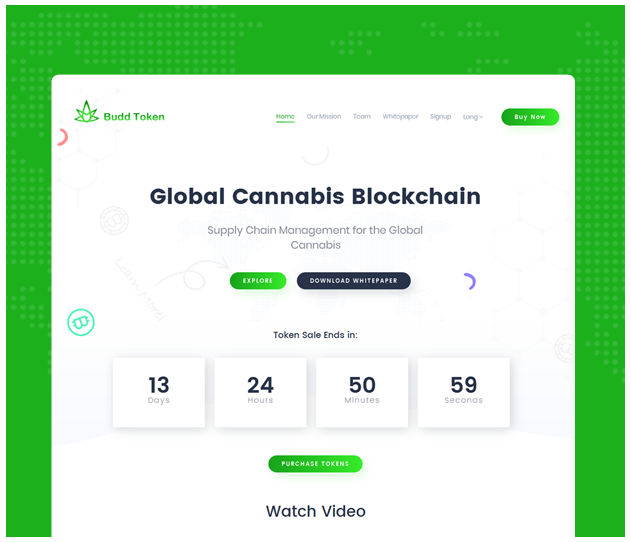 Budd Token
Home Our Mission Team Whitepaper Signup Lang Buy Now
Global Cannabis Blockchain
Supply Chain Management for the Global
Cannabis
Learn More!
EXPLORE DOWNLOAD WHITEPAPER
Token Sale Ends in:
13 24 50 59
Days Hours Minutes Seconds
PURCHASE TOKENS
Watch Video